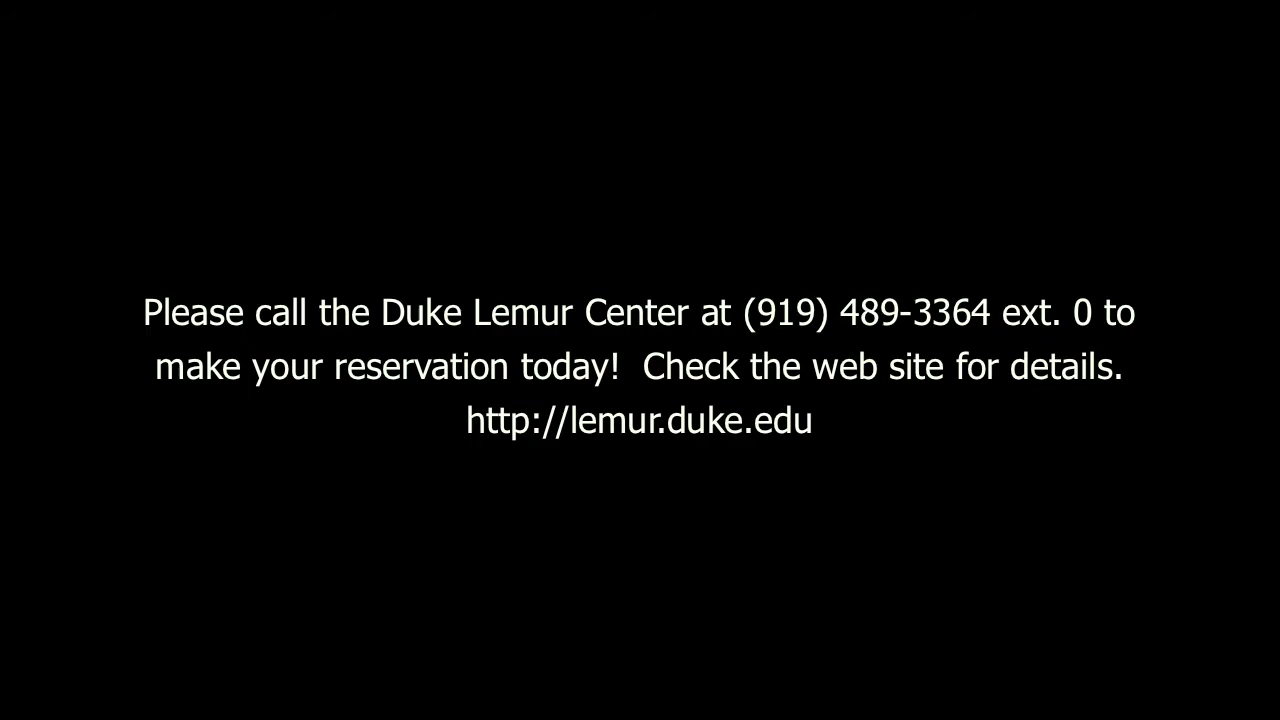 Please call the Duke Lemur Center at (919) 489-3364 ext. 0 to
make your reservation today!  Check the web site for details.
http://lemur.duke.edu